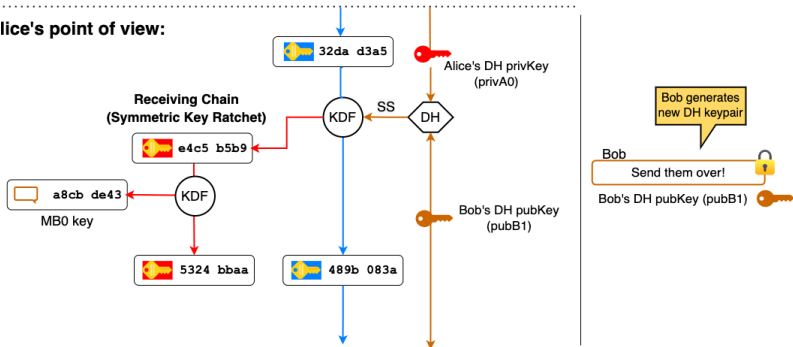 lice's point of view:
32da d3a5
Alice's DH privKey
(privA0)
Receiving Chain
(Symmetric Key Ratchet)
KDF
SS
DH
e4c5 b5b9
a8cb de43
KDF
MB0 key
Bob's DH pubKey
(pubB1)
5324 bbaa
489b 083a
Bob generates
new DH keypair
Bob
Send them over!
Bob's DH pubKey (pubB1)